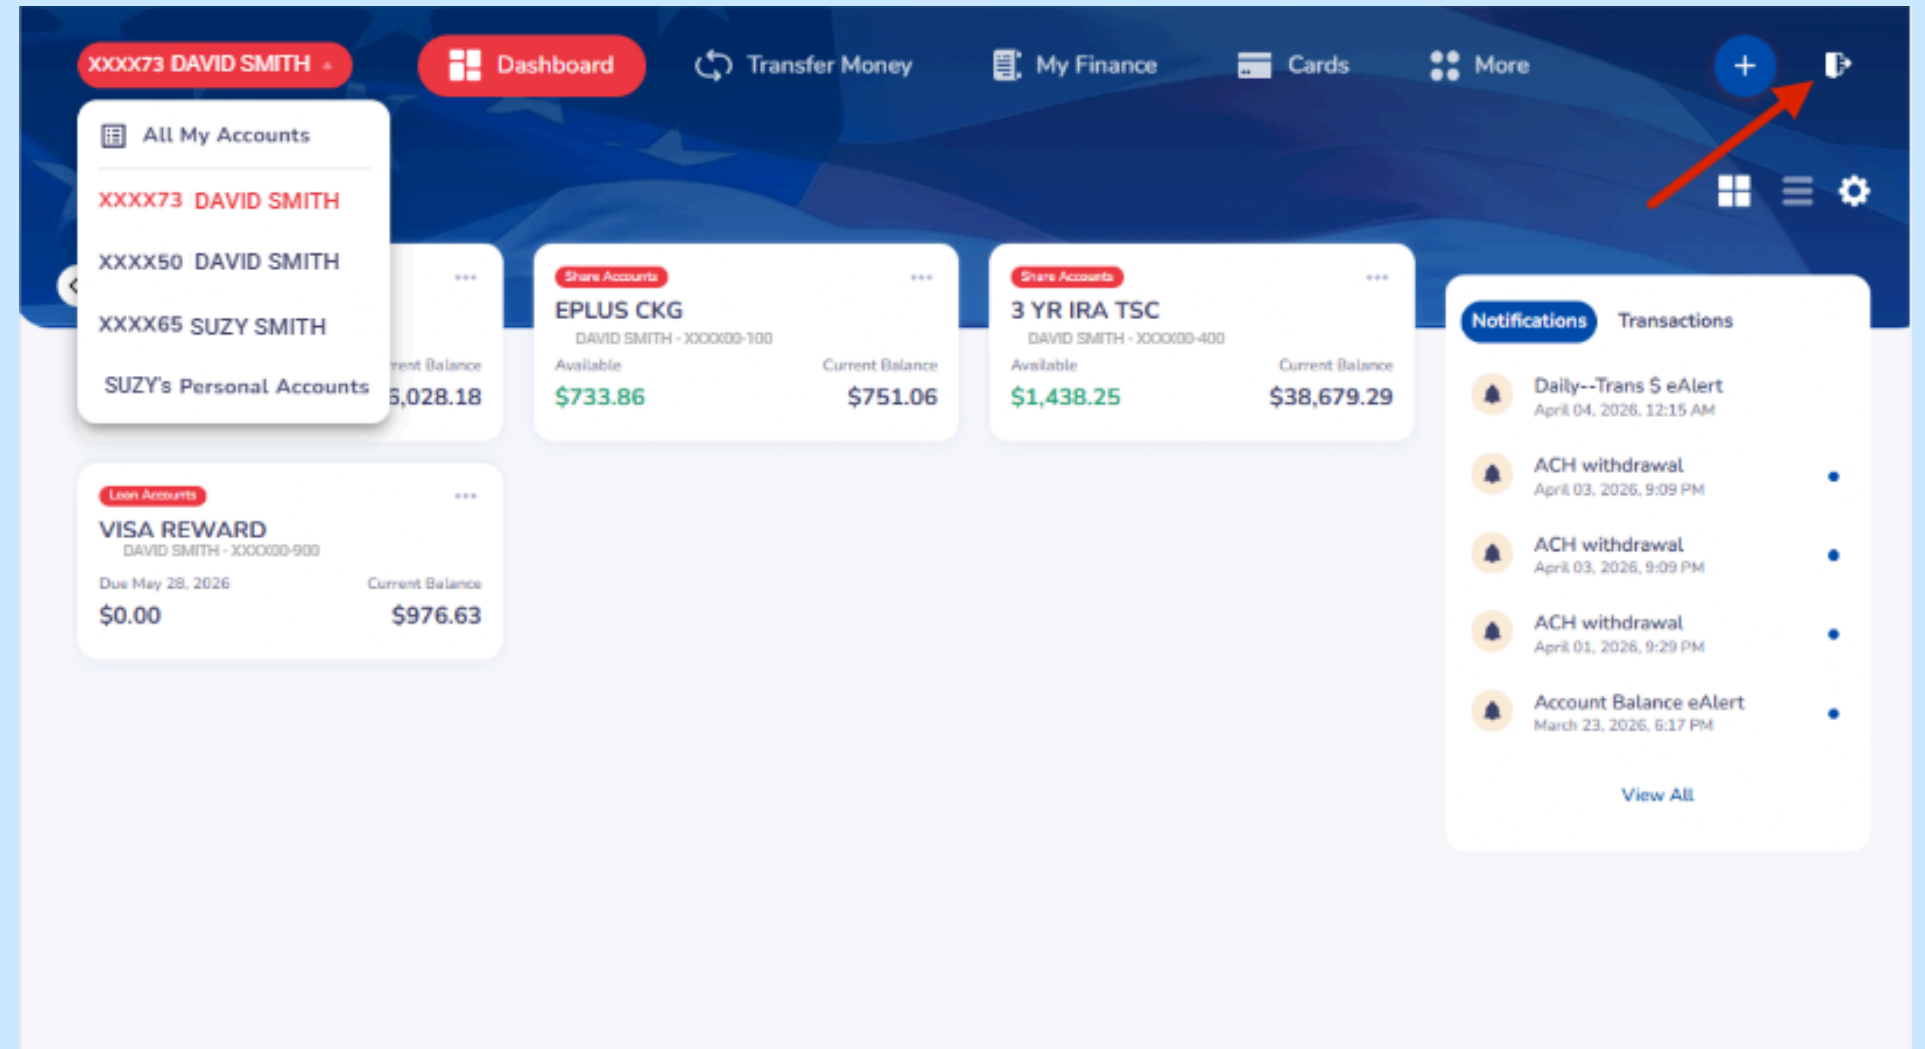 XXXX73 DAVID SMITH
Dashboard
Transfer Money
My Finance
Cards
More
All My Accounts
XXXX73 DAVID SMITH
XXXX50 DAVID SMITH
XXXX65 SUZY SMITH
SUZY's Personal Accounts
rent Balance
,028.18
Share Accounts
EPLUS CKG
DAVID SMITH - XXXX00-100
Available Current Balance
$733.86 $751.06
Share Accounts
3 YR IRA TSC
DAVID SMITH - XXXX00-400
Available Current Balance
$1,438.25 $38,679.29
Loan Accounts
VISA REWARD
DAVID SMITH - XXXX00-900
Due May 28, 2026 Current Balance
$0.00 $976.63
Notifications Transactions
Daily--Trans $ eAlert
April 04, 2026, 12:15 AM
ACH withdrawal
April 03, 2026, 9:09 PM
ACH withdrawal
April 03, 2026, 9:09 PM
ACH withdrawal
April 01, 2026, 9:29 PM
Account Balance eAlert
March 23, 2026, 6:17 PM
View All